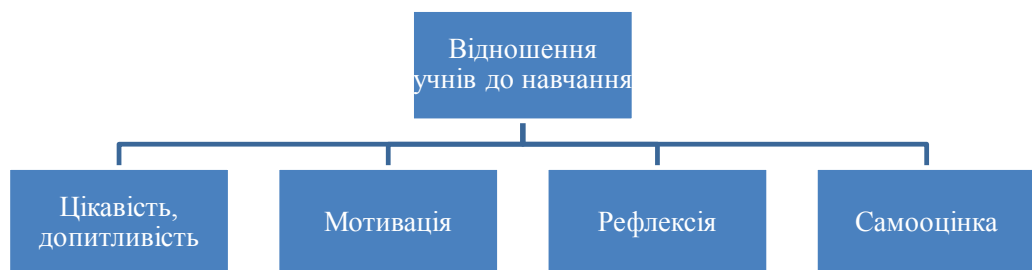 Відношення
учнів до навчання
Цікавість,
допитливість
Мотивація
Рефлексія
Самооцінка